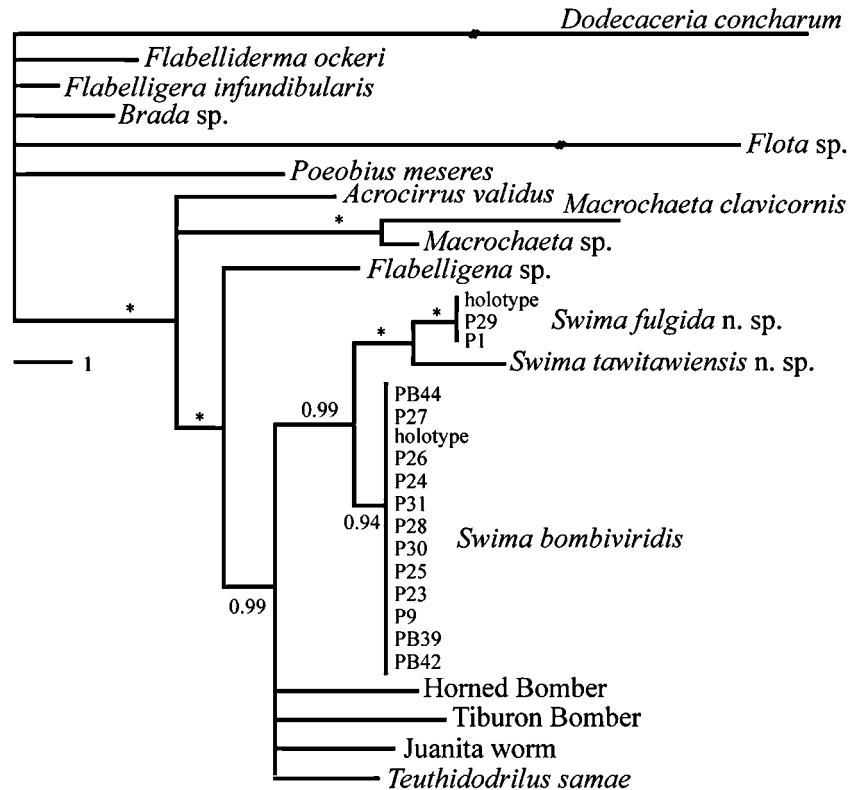 Dodecaceria concharum
Flabelliderma ockeri
Flabelligera infundibularis
Brada sp.
Flota sp.
Poeobius meseres
Acrocirrus validus
Macrochaeta clavicornis
*
Macrochaeta sp.
Flabelligena sp.
*
holotype
P29
P1
*
Swima fulgida n. sp.
*
Swima tawitawiensis n. sp.
1
PB44
P27
holotype
P26
P24
P31
P28
P30
P25
P23
P9
PB39
PB42
0.99
*
0.94
Swima bombiviridis
0.99
Horned Bomber
Tiburon Bomber
Juanita worm
Teuthidodrilus samae